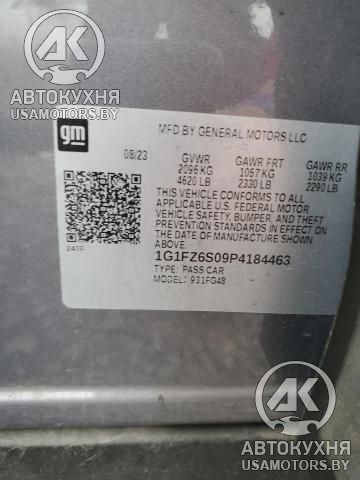 АК
АВТОКУХНЯ
USAMOTORS.BY
gm
MFD BY GENERAL MOTORS LLC
08/23 GVWR GAWR FRT GAWR RR
2096 KG 1057 KG 1039 KG
4620 LB 2330 LB 2290 LB
THIS VEHICLE CONFORMS TO ALL
APPLICABLE U.S. FEDERAL MOTOR
VEHICLE SAFETY, BUMPER, AND THEFT
PREVENTION STANDARDS IN EFFECT ON
THE DATE OF MANUFACTURE SHOWN
ABOVE.
247F
1G1FZ6S09P4184463
TYPE: PASS CAR
MODEL: 931FG48
АК
АВТОКУХНЯ
USAMOTORS.BY